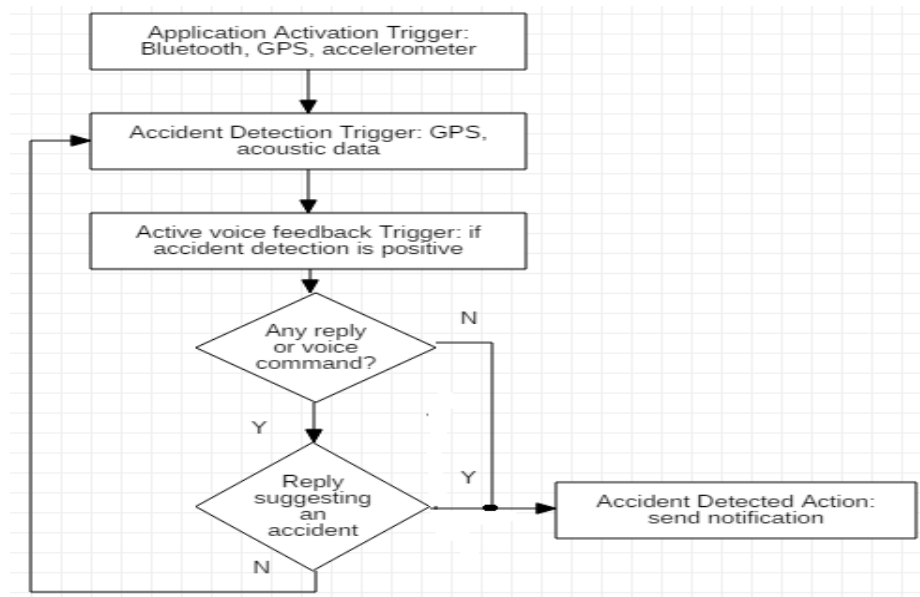 Application Activation Trigger:
Bluetooth, GPS, accelerometer
Accident Detection Trigger: GPS,
acoustic data
Active voice feedback Trigger: if
accident detection is positive
Any reply
or voice
command?
N
Y
Reply
suggesting
an
accident
Y
N
Accident Detected Action:
send notification